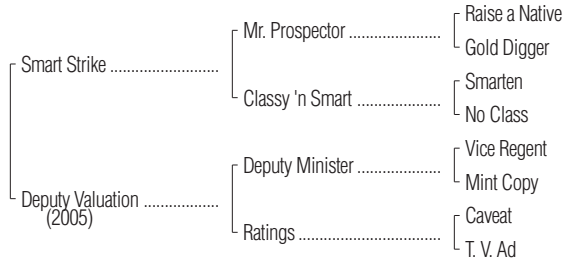 Raise a Native
Mr. Prospector .....................
Gold Digger
Smart Strike .........................
Smarten
Classy 'n Smart ...................
No Class
Vice Regent
Deputy Minister ...................
Mint Copy
Deputy Valuation .................
(2005)
Caveat
Ratings .................................
T. V. Ad